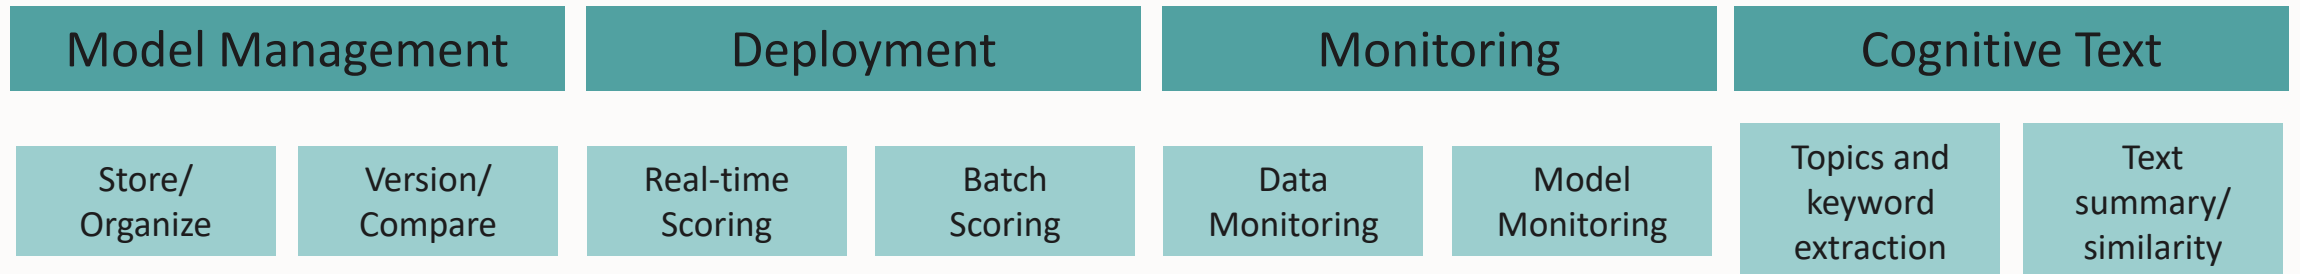 Model Management
Deployment
Monitoring
Cognitive Text
Store/
Organize
Version/
Compare
Real-time
Scoring
Batch
Scoring
Data
Monitoring
Model
Monitoring
Topics and
keyword
extraction
Text
summary/
similarity